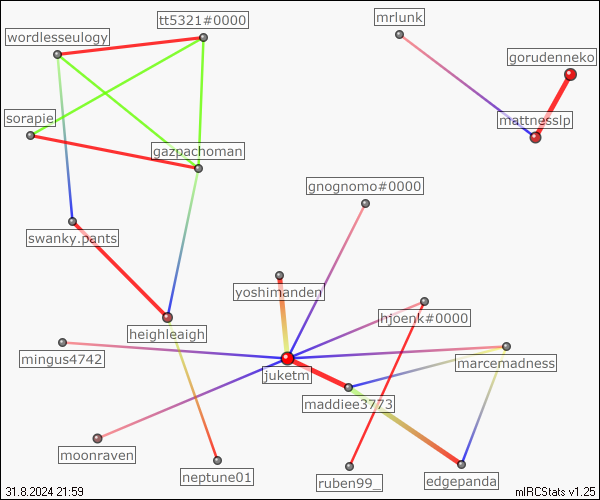 tt5321#0000
mrlunk
wordlesseulogy
gorudenneko
sorapie
mattnesslp
gazpachoman
gnognomo#0000
swanky.pants
yoshimanden
hjoenk#0000
heighleaigh
mingus4742
marcemadness
juketm
maddiee3773
moonraven
neptune01
ruben99_
edgepanda
31.8.2024 21:59
mIRCStats v1.25